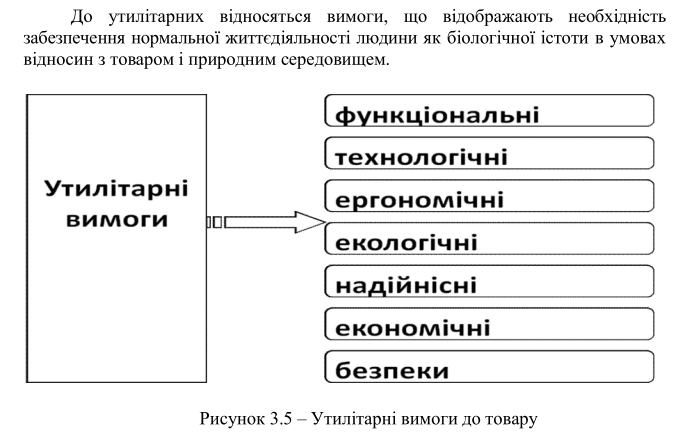 До утилітарних відносяться вимоги, що відображають необхідність
забезпечення нормальної життєдіяльності людини як біологічної істоти в умовах
відносин з товаром і природним середовищем.
Утилітарні
вимоги
функціональні
технологічні
ергономічні
екологічні
надійнісні
економічні
безпеки
Рисунок 3.5 – Утилітарні вимоги до товару